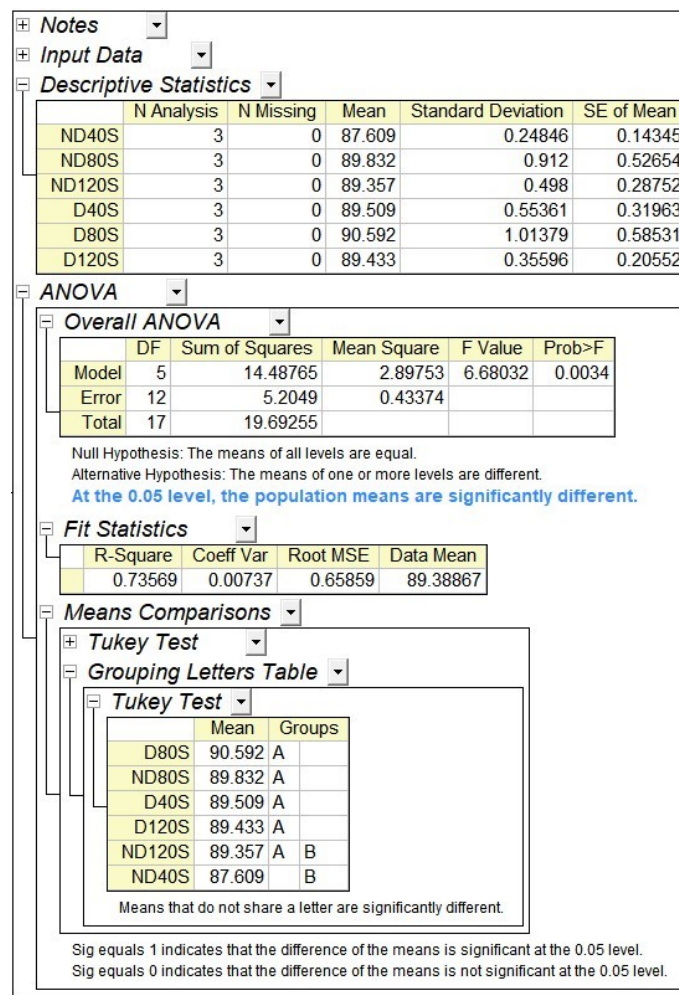 Notes
Input Data
Descriptive Statistics
N Analysis N Missing Mean Standard Deviation SE of Mean
ND40S 3 0 87.609 0.24846 0.14345
ND80S 3 0 89.832 0.912 0.52654
ND120S 3 0 89.357 0.498 0.28752
D40S 3 0 89.509 0.55361 0.31963
D80S 3 0 90.592 1.01379 0.58531
D120S 3 0 89.433 0.35596 0.20552
ANOVA
Overall ANOVA
DF Sum of Squares Mean Square F Value Prob>F
Model 5 14.48765 2.89753 6.68032 0.0034
Error 12 5.2049 0.43374
Total 17 19.69255
Null Hypothesis: The means of all levels are equal.
Alternative Hypothesis: The means of one or more levels are different.
At the 0.05 level, the population means are significantly different.
Fit Statistics
R-Square Coeff Var Root MSE Data Mean
0.73569 0.00737 0.65859 89.38867
Means Comparisons
Tukey Test
Grouping Letters Table
Tukey Test
Mean Groups
D80S 90.592 A
ND80S 89.832 A
D40S 89.509 A
D120S 89.433 A
ND120S 89.357 A B
ND40S 87.609 B
Means that do not share a letter are significantly different.
Sig equals 1 indicates that the difference of the means is significant at the 0.05 level.
Sig equals 0 indicates that the difference of the means is not significant at the 0.05 level.